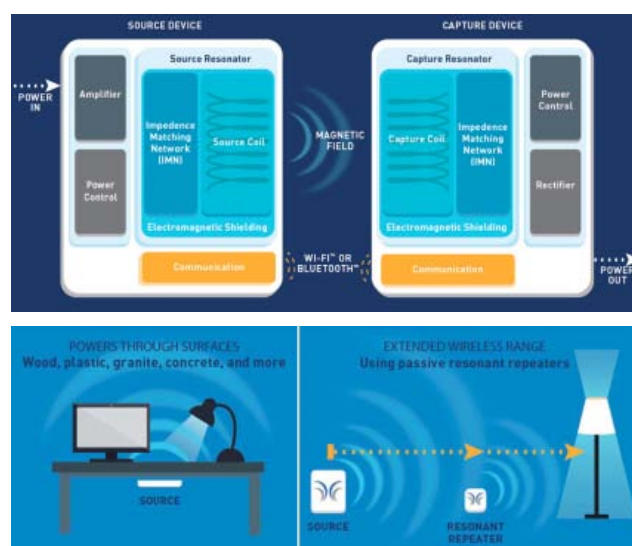 SOURCE DEVICE
CAPTURE DEVICE
POWER
IN
Amplifier
Power
Control
Source Resonator
Impedence
Matching
Network
(IMN)
Source Coil
Electromagnetic Shielding
Communication
MAGNETIC
FIELD
WI-FI™ OR
BLUETOOTH™
Capture Resonator
Capture Coil
Impedence
Matching
Network
(IMN)
Electromagnetic Shielding
Communication
Power
Control
Rectifier
POWER
OUT
POWERS THROUGH SURFACES
Wood, plastic, granite, concrete, and more
SOURCE
EXTENDED WIRELESS RANGE
Using passive resonant repeaters
SOURCE
RESONANT
REPEATER